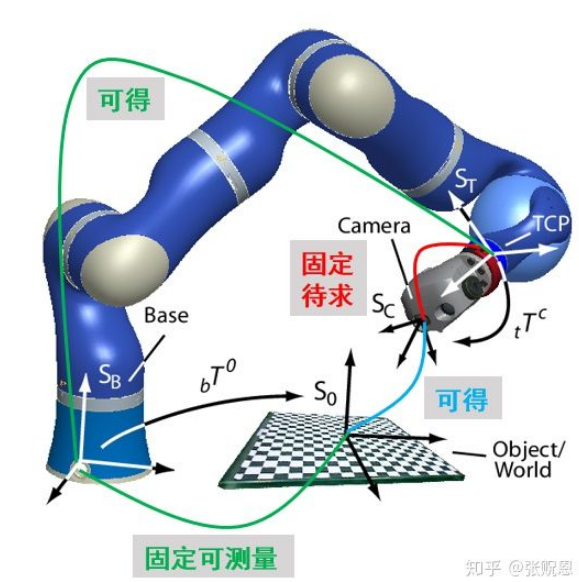 可得
S_T
TCP
Camera
固定
待求
S_C
_tT^c
Base
S_B
_bT^0
S_0
可得
Object/
World
固定可测量
知乎 @张贶恩